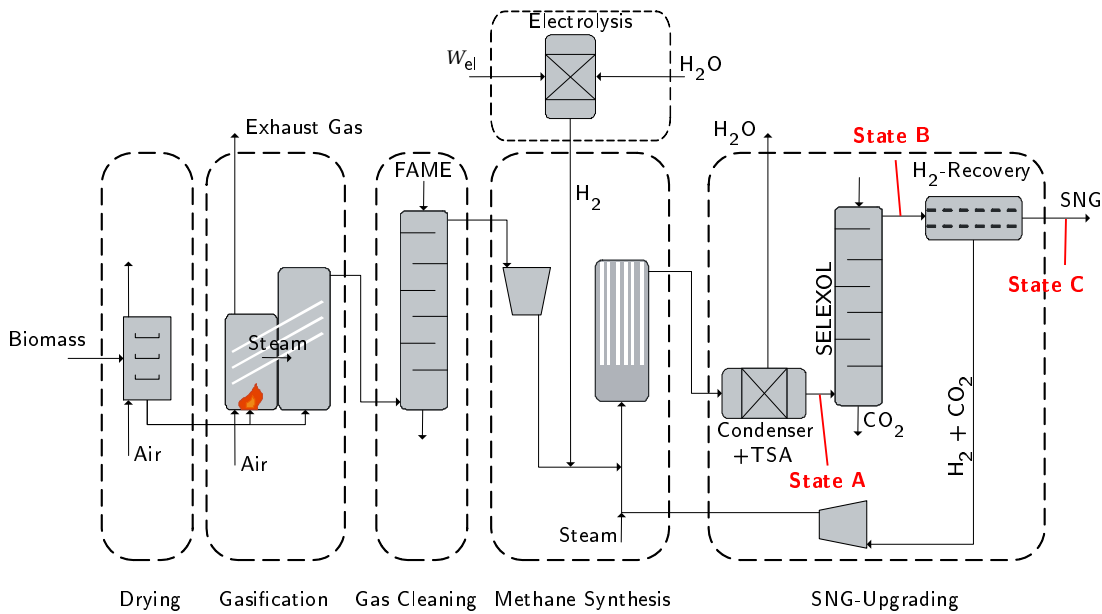 Electrolysis
W_el
H2O
Exhaust Gas
H2O
State B
FAME
H2-Recovery
H2
SNG
State C
SELEXOL
Biomass
Steam
CO2
Condenser
+TSA
H2 + CO2
Air
Air
State A
Steam
Drying
Gasification
Gas Cleaning
Methane Synthesis
SNG-Upgrading